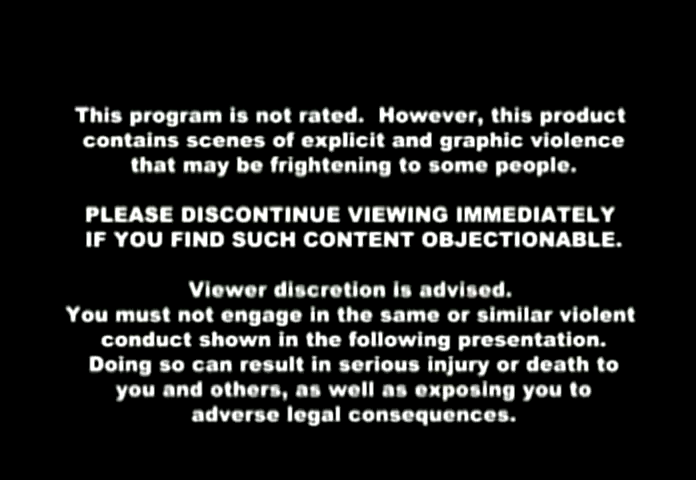 This program is not rated.  However, this product
contains scenes of explicit and graphic violence
that may be frightening to some people.
PLEASE DISCONTINUE VIEWING IMMEDIATELY
IF YOU FIND SUCH CONTENT OBJECTIONABLE.
Viewer discretion is advised.
You must not engage in the same or similar violent
conduct shown in the following presentation.
Doing so can result in serious injury or death to
you and others, as well as exposing you to
adverse legal consequences.